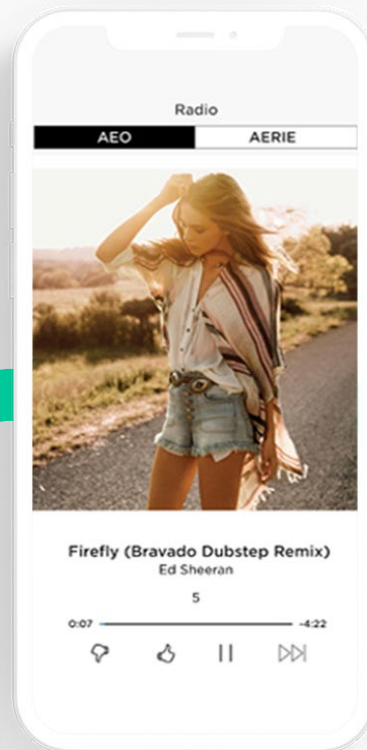 Radio
AEO AERIE
Firefly (Bravado Dubstep Remix)
Ed Sheeran
5
0:07 -4:22